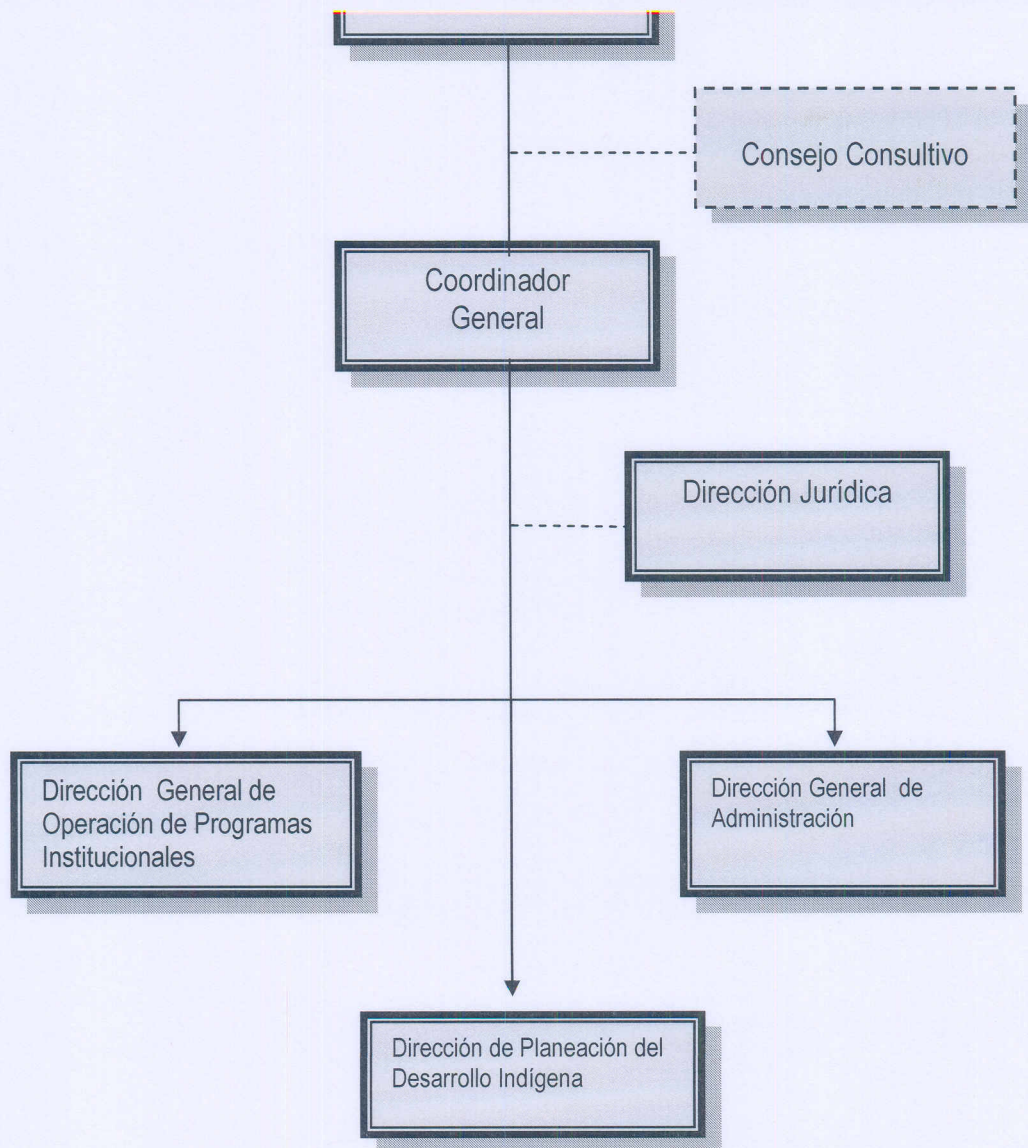 Consejo Consultivo
Coordinador
General
Dirección Jurídica
Dirección General de
Operación de Programas
Institucionales
Dirección General de
Administración
Dirección de Planeación del
Desarrollo Indígena